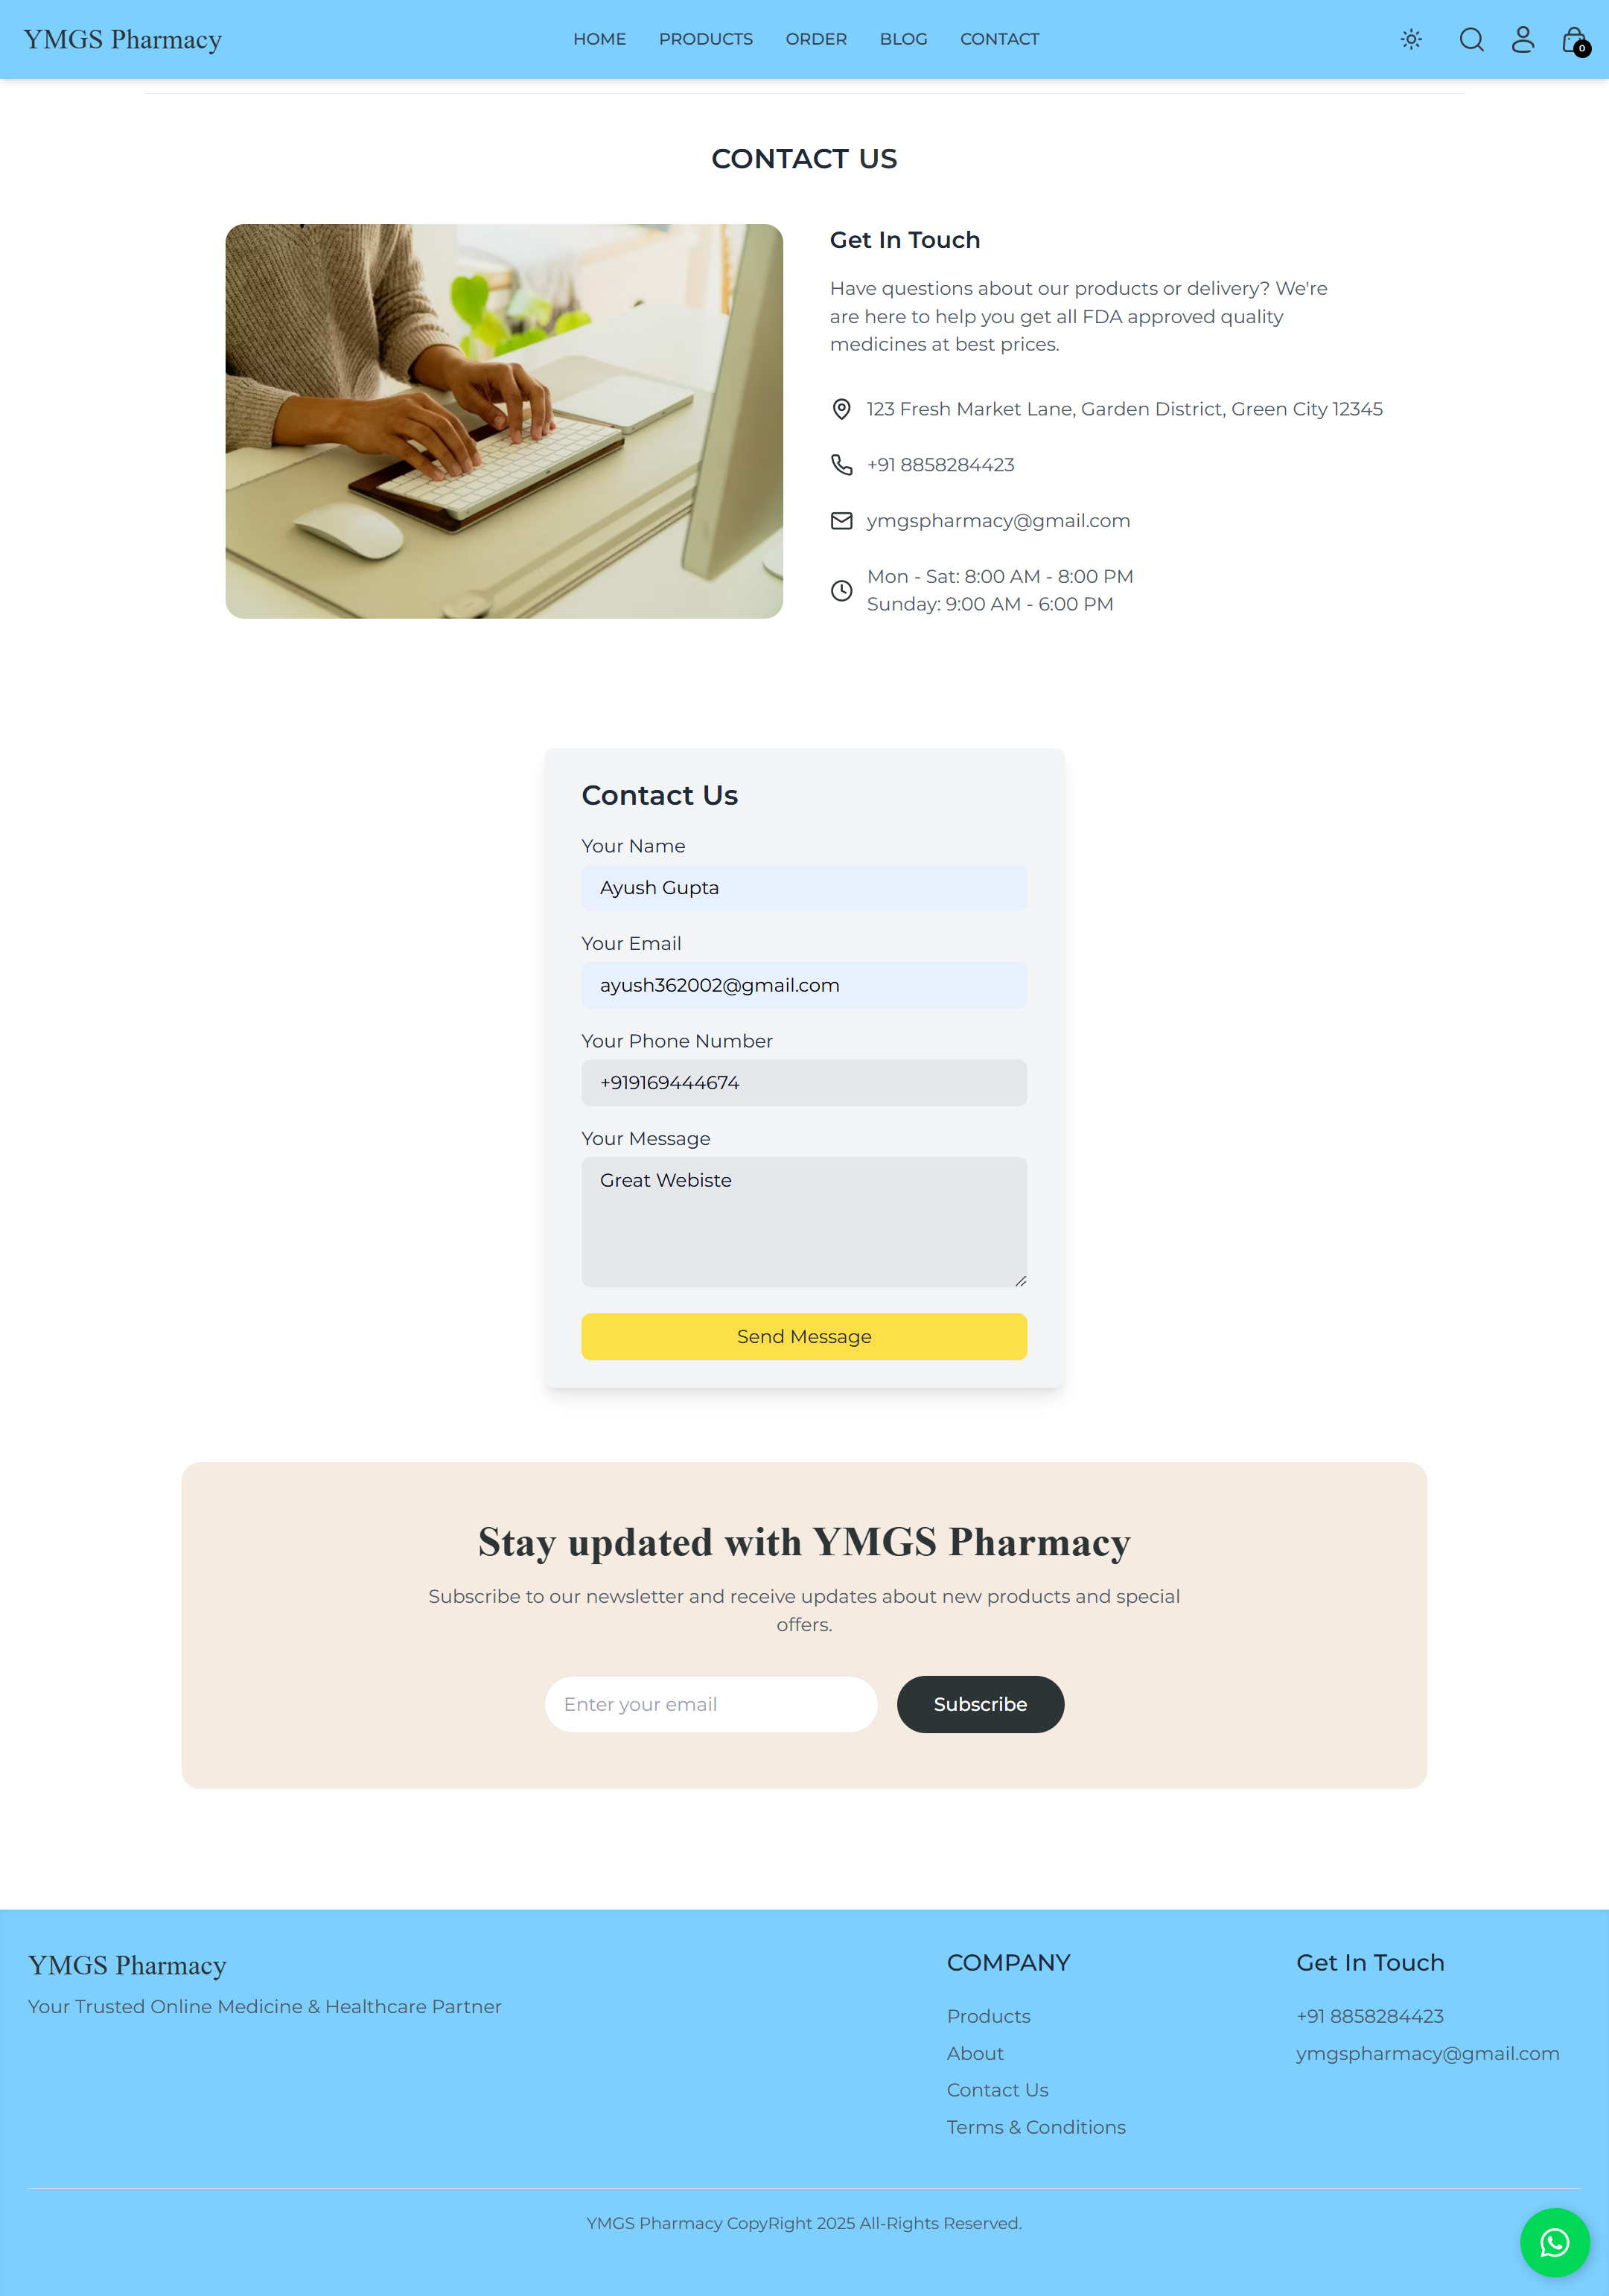 YMGS Pharmacy
HOME PRODUCTS ORDER BLOG CONTACT
0
CONTACT US
Get In Touch
Have questions about our products or delivery? We're
are here to help you get all FDA approved quality
medicines at best prices.
123 Fresh Market Lane, Garden District, Green City 12345
+91 8858284423
ymgspharmacy@gmail.com
Mon - Sat: 8:00 AM - 8:00 PM
Sunday: 9:00 AM - 6:00 PM
Contact Us
Your Name
Ayush Gupta
Your Email
ayush362002@gmail.com
Your Phone Number
+919169444674
Your Message
Great Webiste
Send Message
Stay updated with YMGS Pharmacy
Subscribe to our newsletter and receive updates about new products and special
offers.
Enter your email
Subscribe
YMGS Pharmacy
Your Trusted Online Medicine & Healthcare Partner
COMPANY
Products
About
Contact Us
Terms & Conditions
Get In Touch
+91 8858284423
ymgspharmacy@gmail.com
YMGS Pharmacy CopyRight 2025 All-Rights Reserved.